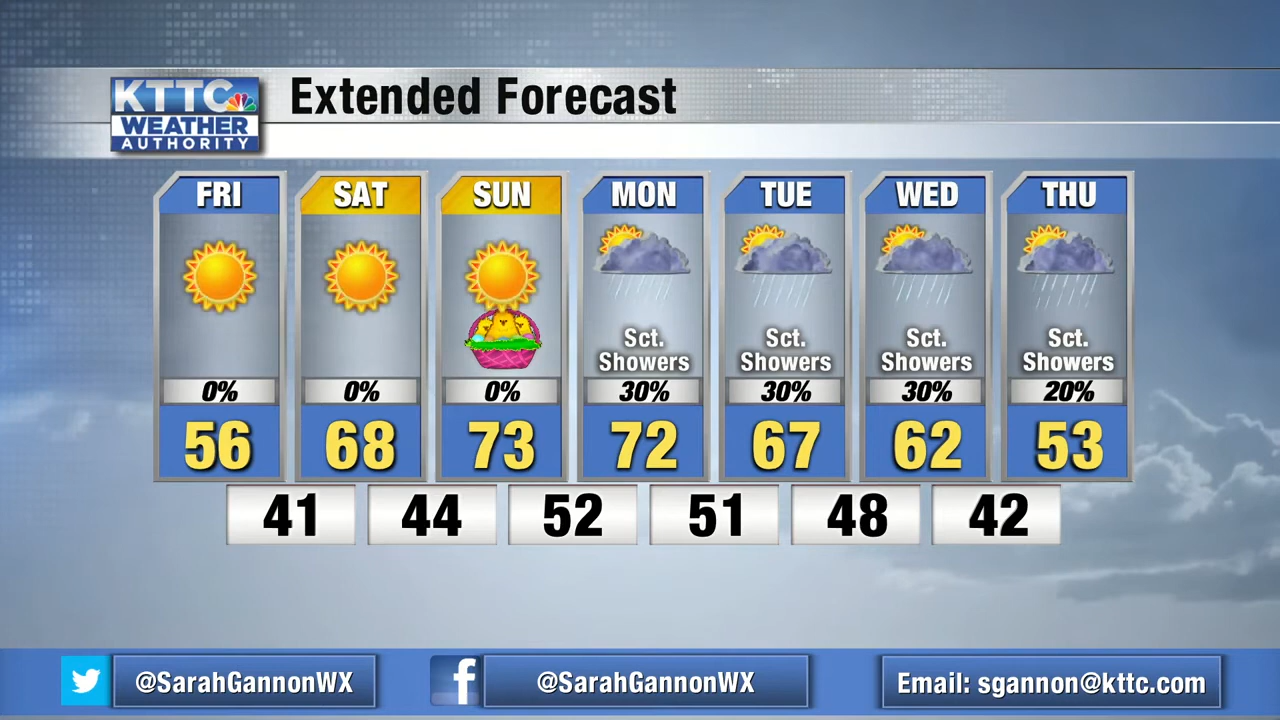 KTTC
WEATHER
AUTHORITY
Extended Forecast
FRI SAT SUN MON TUE WED THU
Sct. Sct. Sct. Sct.
Showers Showers Showers Showers
0% 0% 0% 30% 30% 30% 20%
56 68 73 72 67 62 53
41 44 52 51 48 42
@SarahGannonWX @SarahGannonWX Email: sgannon@kttc.com